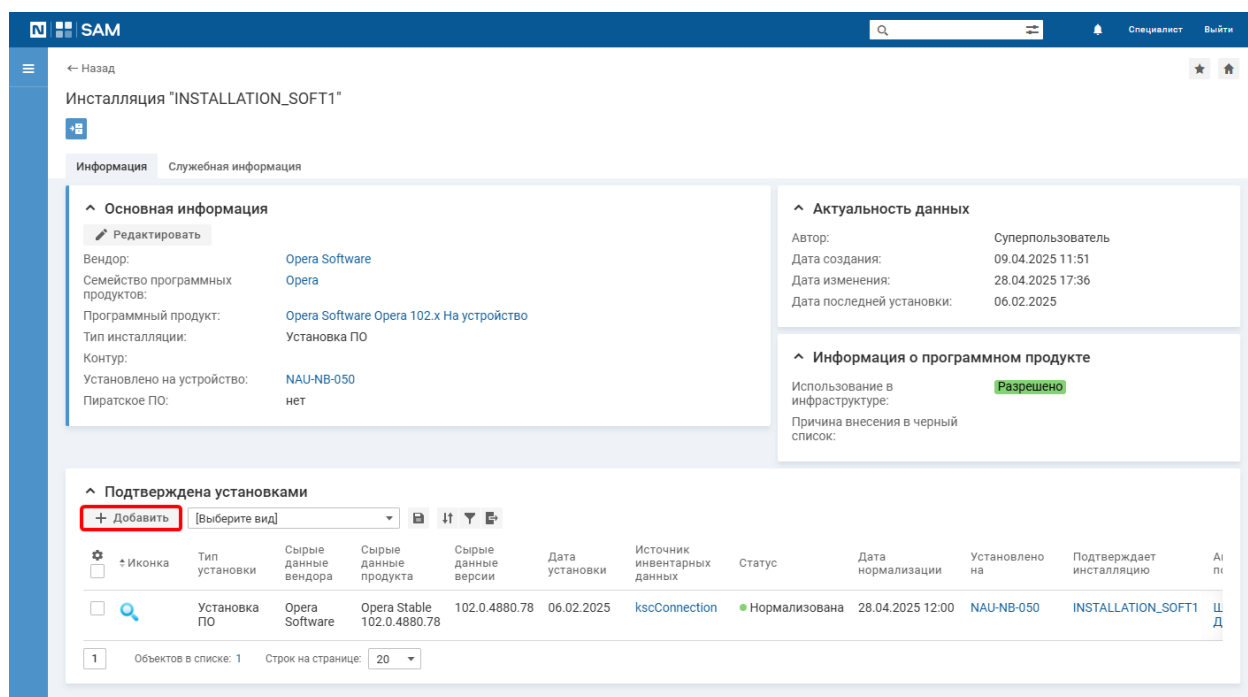 SAM
Специалист
Выйти
← Назад
Инсталляция "INSTALLATION_SOFT1"
Информация
Служебная информация
Основная информация
Редактировать
Вендор: Opera Software
Семейство программных продуктов: Opera
Программный продукт: Opera Software Opera 102.x На устройство
Тип инсталляции: Установка ПО
Контур:
Установлено на устройство: NAU-NB-050
Пиратское ПО: нет
Актуальность данных
Автор: Суперпользователь
Дата создания: 09.04.2025 11:51
Дата изменения: 28.04.2025 17:36
Дата последней установки: 06.02.2025
Информация о программном продукте
Использование в инфраструктуре: Разрешено
Причина внесения в черный список:
Подтверждена установками
+ Добавить
[Выберите вид]
Иконка
Тип установки
Сырые данные вендора
Сырые данные продукта
Сырые данные версии
Дата установки
Источник инвентарных данных
Статус
Дата нормализации
Установлено на
Подтверждает инсталляцию
Установка ПО
Opera Software
Opera Stable 102.0.4880.78
102.0.4880.78
06.02.2025
kscConnection
Нормализована
28.04.2025 12:00
NAU-NB-050
INSTALLATION_SOFT1
1
Объектов в списке: 1
Строк на странице: 20